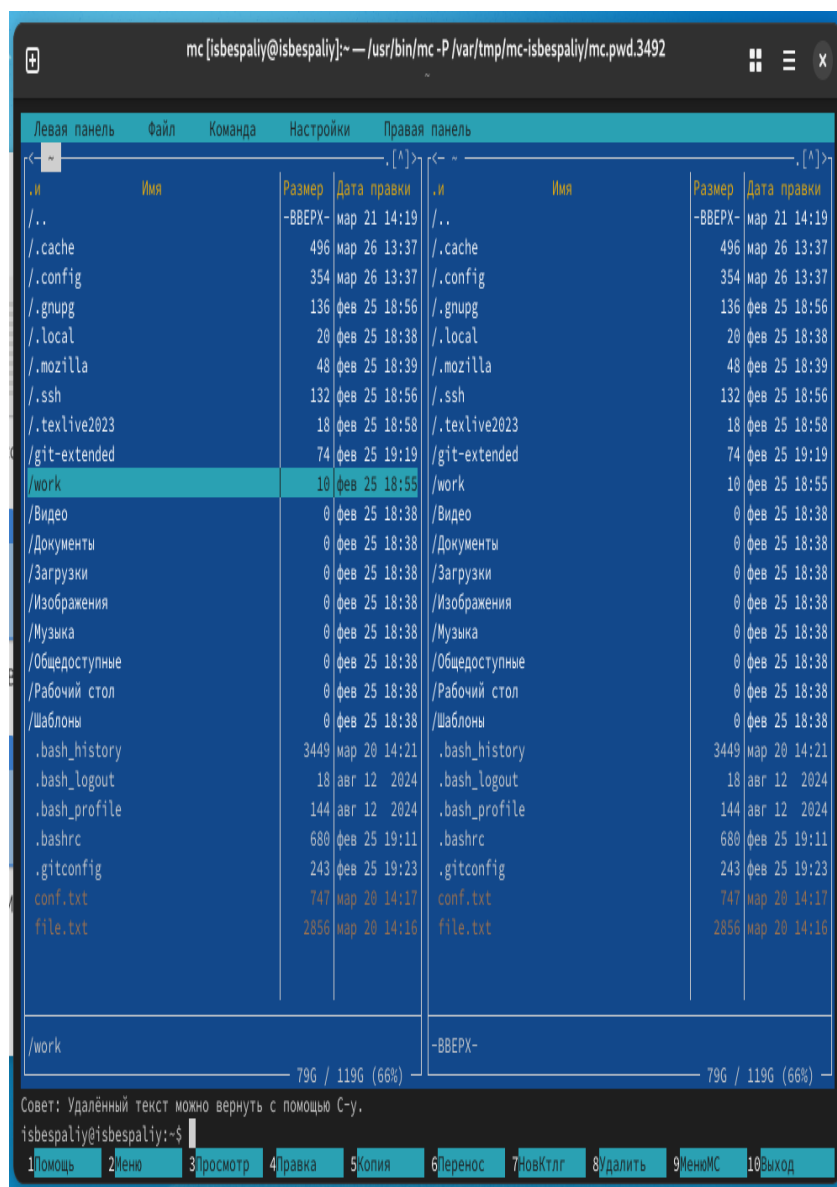 mc [isbespaliy@isbespaliy]:~ — /usr/bin/mc -P /var/tmp/mc-isbespaliy/mc.pwd.3492
~
Левая панель Файл Команда Настройки Правая панель
<— ~ .[^]> <— ~ .[^]>
.и Имя Размер Дата правки .и Имя Размер Дата правки
/.. -ВВЕРХ- мар 21 14:19 /.. -ВВЕРХ- мар 21 14:19
/.cache 496 мар 26 13:37 /.cache 496 мар 26 13:37
/.config 354 мар 26 13:37 /.config 354 мар 26 13:37
/.gnupg 136 фев 25 18:56 /.gnupg 136 фев 25 18:56
/.local 20 фев 25 18:38 /.local 20 фев 25 18:38
/.mozilla 48 фев 25 18:39 /.mozilla 48 фев 25 18:39
/.ssh 132 фев 25 18:56 /.ssh 132 фев 25 18:56
/.texlive2023 18 фев 25 18:58 /.texlive2023 18 фев 25 18:58
/git-extended 74 фев 25 19:19 /git-extended 74 фев 25 19:19
/work 10 фев 25 18:55 /work 10 фев 25 18:55
/Видео 0 фев 25 18:38 /Видео 0 фев 25 18:38
/Документы 0 фев 25 18:38 /Документы 0 фев 25 18:38
/Загрузки 0 фев 25 18:38 /Загрузки 0 фев 25 18:38
/Изображения 0 фев 25 18:38 /Изображения 0 фев 25 18:38
/Музыка 0 фев 25 18:38 /Музыка 0 фев 25 18:38
/Общедоступные 0 фев 25 18:38 /Общедоступные 0 фев 25 18:38
/Рабочий стол 0 фев 25 18:38 /Рабочий стол 0 фев 25 18:38
/Шаблоны 0 фев 25 18:38 /Шаблоны 0 фев 25 18:38
.bash_history 3449 мар 20 14:21 .bash_history 3449 мар 20 14:21
.bash_logout 18 авг 12 2024 .bash_logout 18 авг 12 2024
.bash_profile 144 авг 12 2024 .bash_profile 144 авг 12 2024
.bashrc 680 фев 25 19:11 .bashrc 680 фев 25 19:11
.gitconfig 243 фев 25 19:23 .gitconfig 243 фев 25 19:23
conf.txt 747 мар 20 14:17 conf.txt 747 мар 20 14:17
file.txt 2856 мар 20 14:16 file.txt 2856 мар 20 14:16
/work -ВВЕРХ-
79G / 119G (66%) 79G / 119G (66%)
Совет: Удалённый текст можно вернуть с помощью C-y.
isbespaliy@isbespaliy:~$
1Помощь 2Меню 3Просмотр 4Правка 5Копия 6Перенос 7НовКтлг 8Удалить 9МенюMC 10Выход